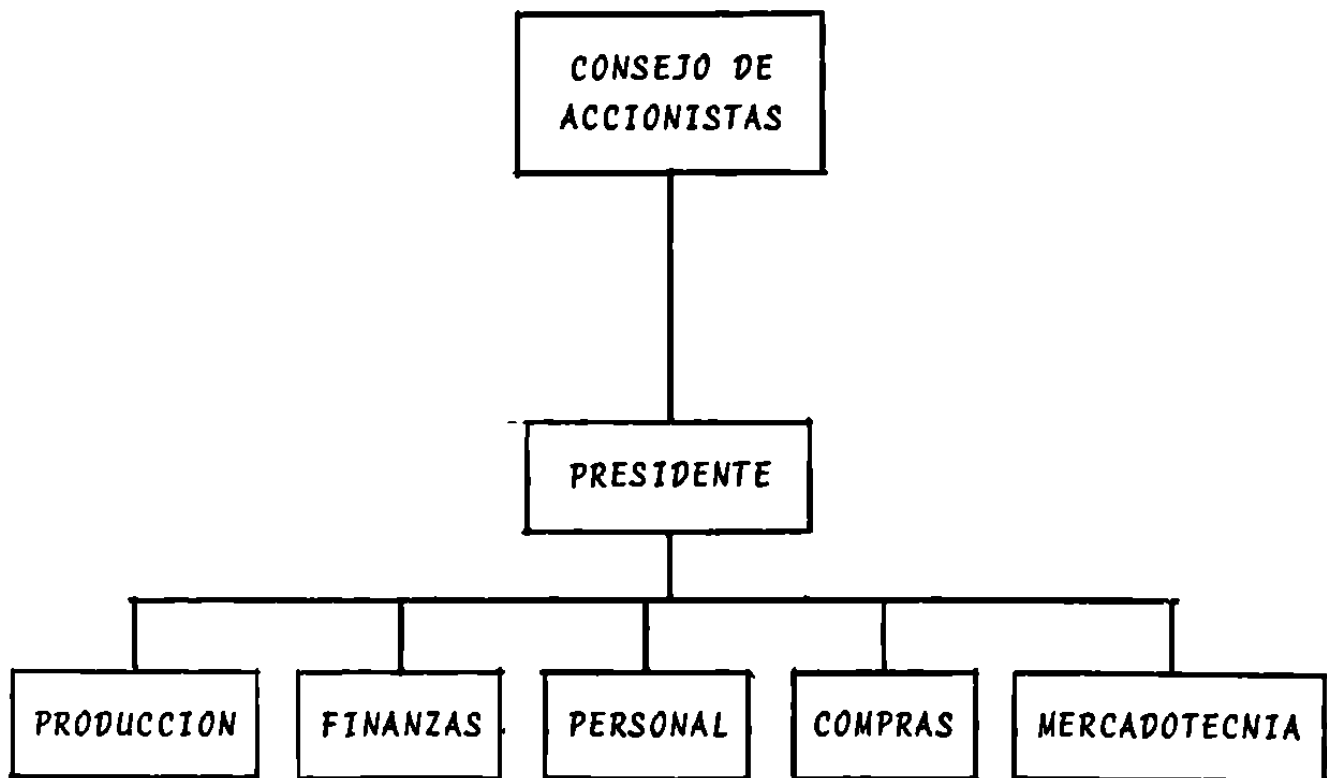 CONSEJO DE
ACCIONISTAS
PRESIDENTE
PRODUCCION
FINANZAS
PERSONAL
COMPRAS
MERCADOTECNIA